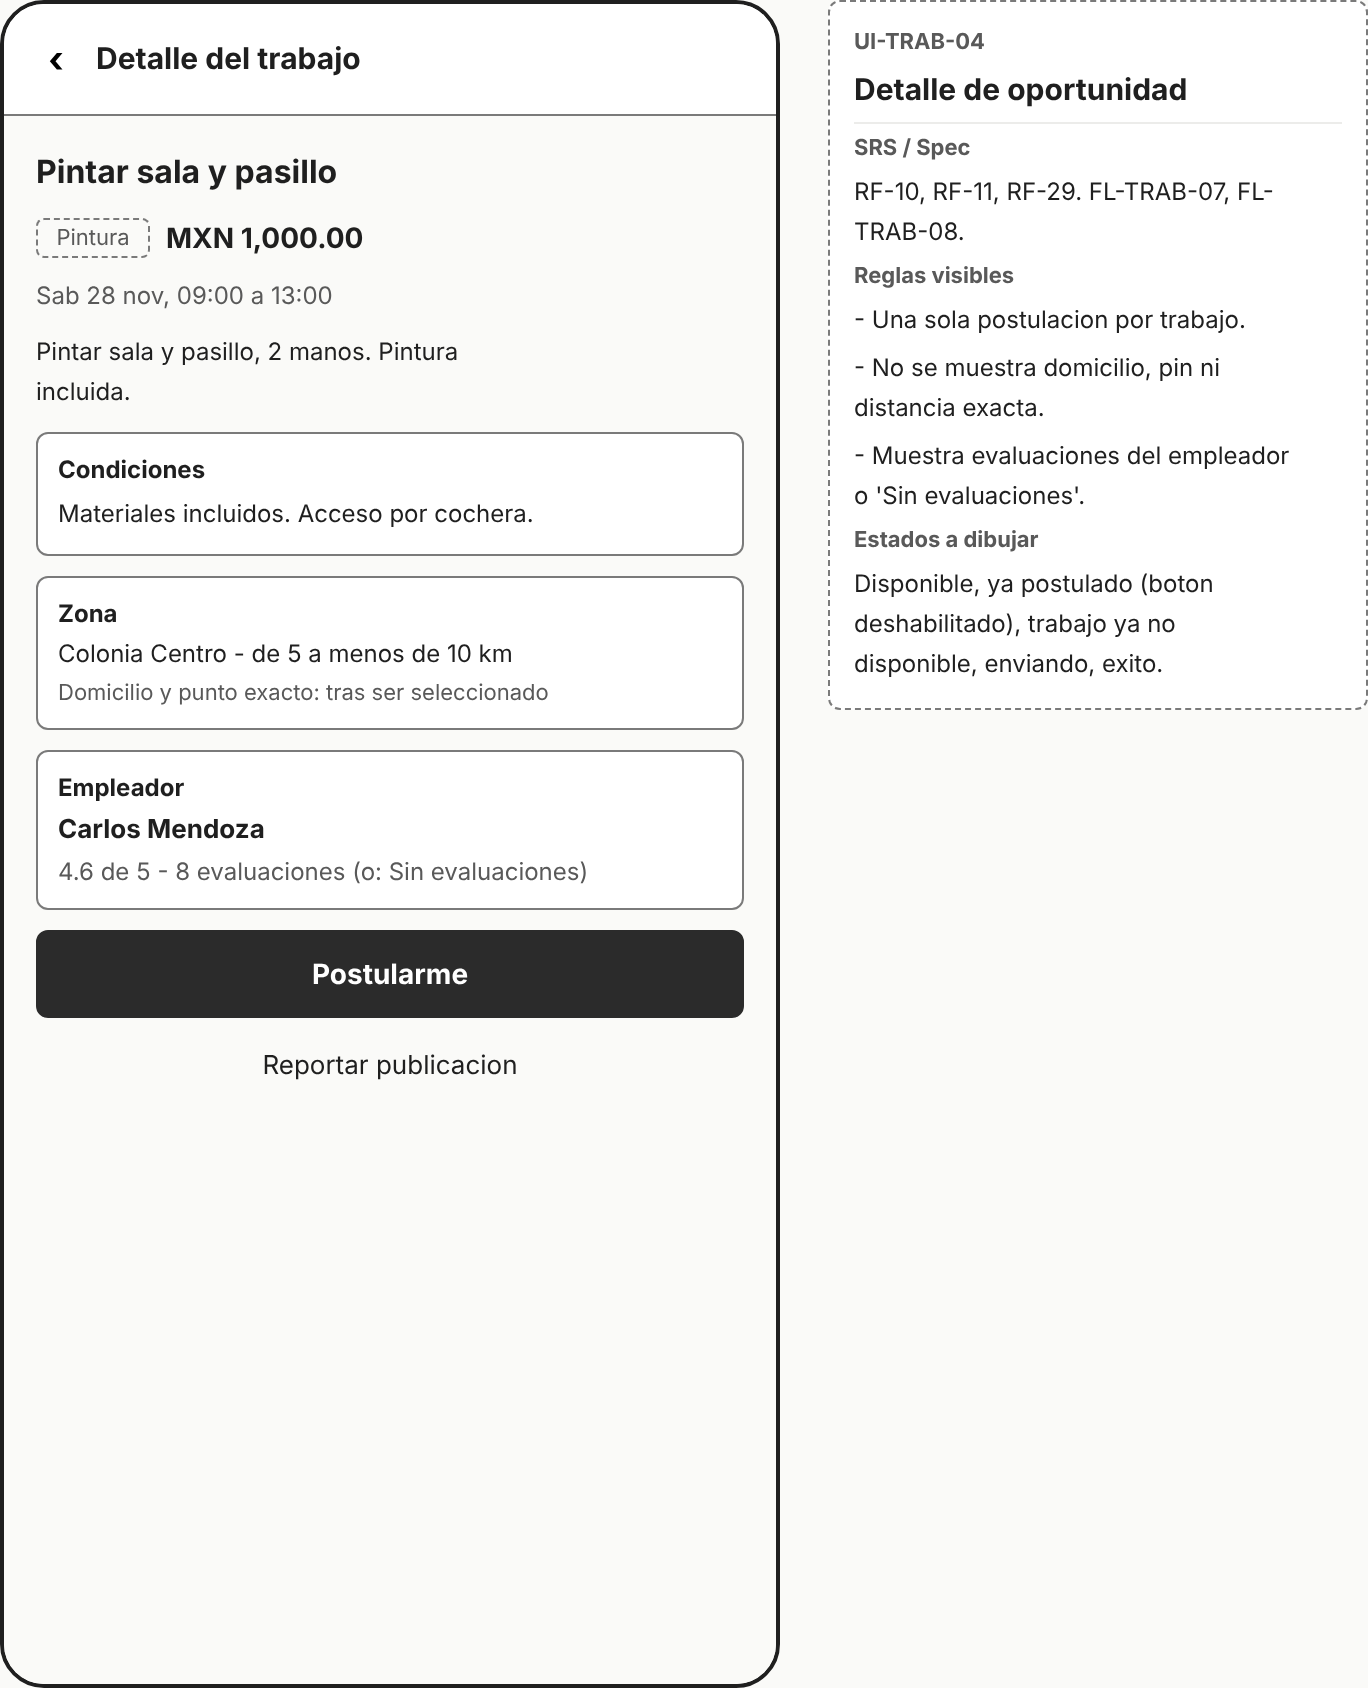 ‹ Detalle del trabajo
Pintar sala y pasillo
Pintura MXN 1,000.00
Sab 28 nov, 09:00 a 13:00
Pintar sala y pasillo, 2 manos. Pintura
incluida.
Condiciones
Materiales incluidos. Acceso por cochera.
Zona
Colonia Centro - de 5 a menos de 10 km
Domicilio y punto exacto: tras ser seleccionado
Empleador
Carlos Mendoza
4.6 de 5 - 8 evaluaciones (o: Sin evaluaciones)
Postularme
Reportar publicacion
UI-TRAB-04
Detalle de oportunidad
SRS / Spec
RF-10, RF-11, RF-29. FL-TRAB-07, FL-
TRAB-08.
Reglas visibles
- Una sola postulacion por trabajo.
- No se muestra domicilio, pin ni
distancia exacta.
- Muestra evaluaciones del empleador
o 'Sin evaluaciones'.
Estados a dibujar
Disponible, ya postulado (boton
deshabilitado), trabajo ya no
disponible, enviando, exito.